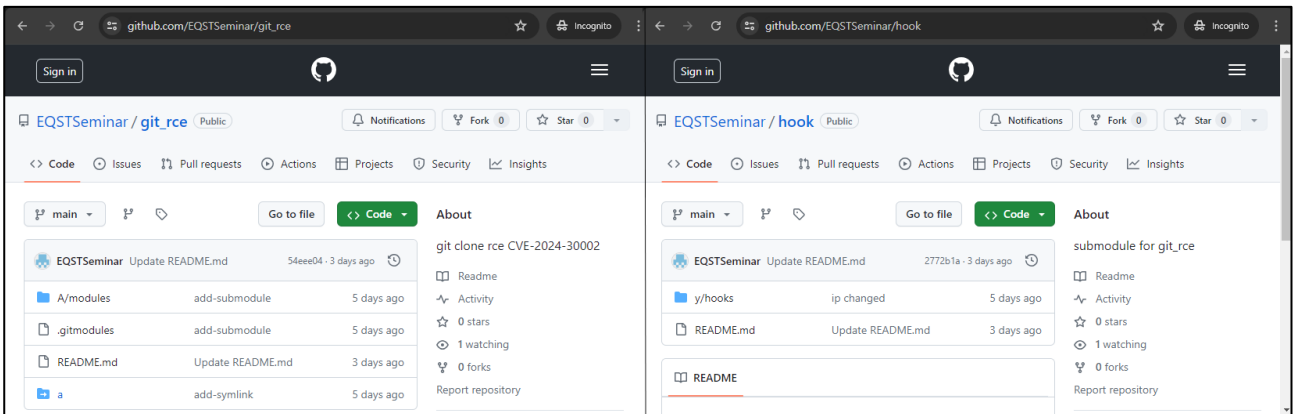 github.com/EQSTSeminar/git_rce
Incognito
Sign in
EQSTSeminar / git_rce Public
Notifications
Fork 0
Star 0
Code
Issues
Pull requests
Actions
Projects
Security
Insights
main
Go to file
Code
EQSTSeminar Update README.md 54eee04 · 3 days ago
A/modules add-submodule 5 days ago
.gitmodules add-submodule 5 days ago
README.md Update README.md 3 days ago
a add-symlink 5 days ago
About
git clone rce CVE-2024-30002
Readme
Activity
0 stars
1 watching
0 forks
Report repository
github.com/EQSTSeminar/hook
Incognito
Sign in
EQSTSeminar / hook Public
Notifications
Fork 0
Star 0
Code
Issues
Pull requests
Actions
Projects
Security
Insights
main
Go to file
Code
EQSTSeminar Update README.md 2772b1a · 3 days ago
y/hooks ip changed 5 days ago
README.md Update README.md 3 days ago
README
About
submodule for git_rce
Readme
Activity
0 stars
1 watching
0 forks
Report repository